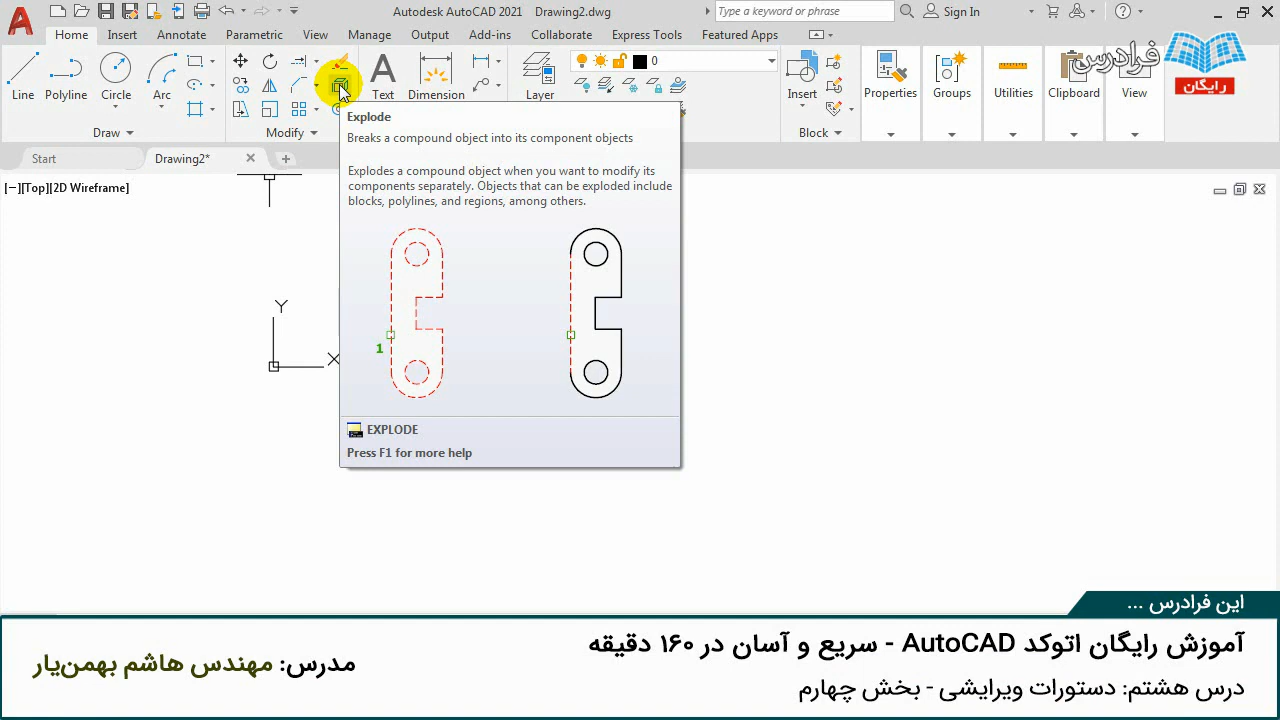 Autodesk AutoCAD 2021 Drawing2.dwg
Type a keyword or phrase
Sign In
Home Insert Annotate Parametric View Manage Output Add-ins Collaborate Express Tools Featured Apps
فرادرس
رایگان
0
Line Polyline Circle Arc Text Dimension Layer Insert Properties Groups Utilities Clipboard View
Draw Modify Block
Start Drawing2*
[−][Top][2D Wireframe]
Explode
Breaks a compound object into its component objects
Explodes a compound object when you want to modify its
components separately. Objects that can be exploded include
blocks, polylines, and regions, among others.
Y
X
1
EXPLODE
Press F1 for more help
این فرادرس ...
آموزش رایگان اتوکد AutoCAD - سریع و آسان در ۱۶۰ دقیقه
مدرس: مهندس هاشم بهمن‌یار
درس هشتم: دستورات ویرایشی - بخش چهارم